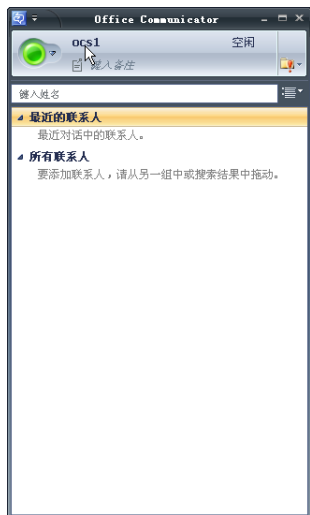 Office Communicator
ocs1 空闲
键入备注
键入姓名
最近的联系人
最近对话中的联系人。
所有联系人
要添加联系人，请从另一组中或搜索结果中拖动。